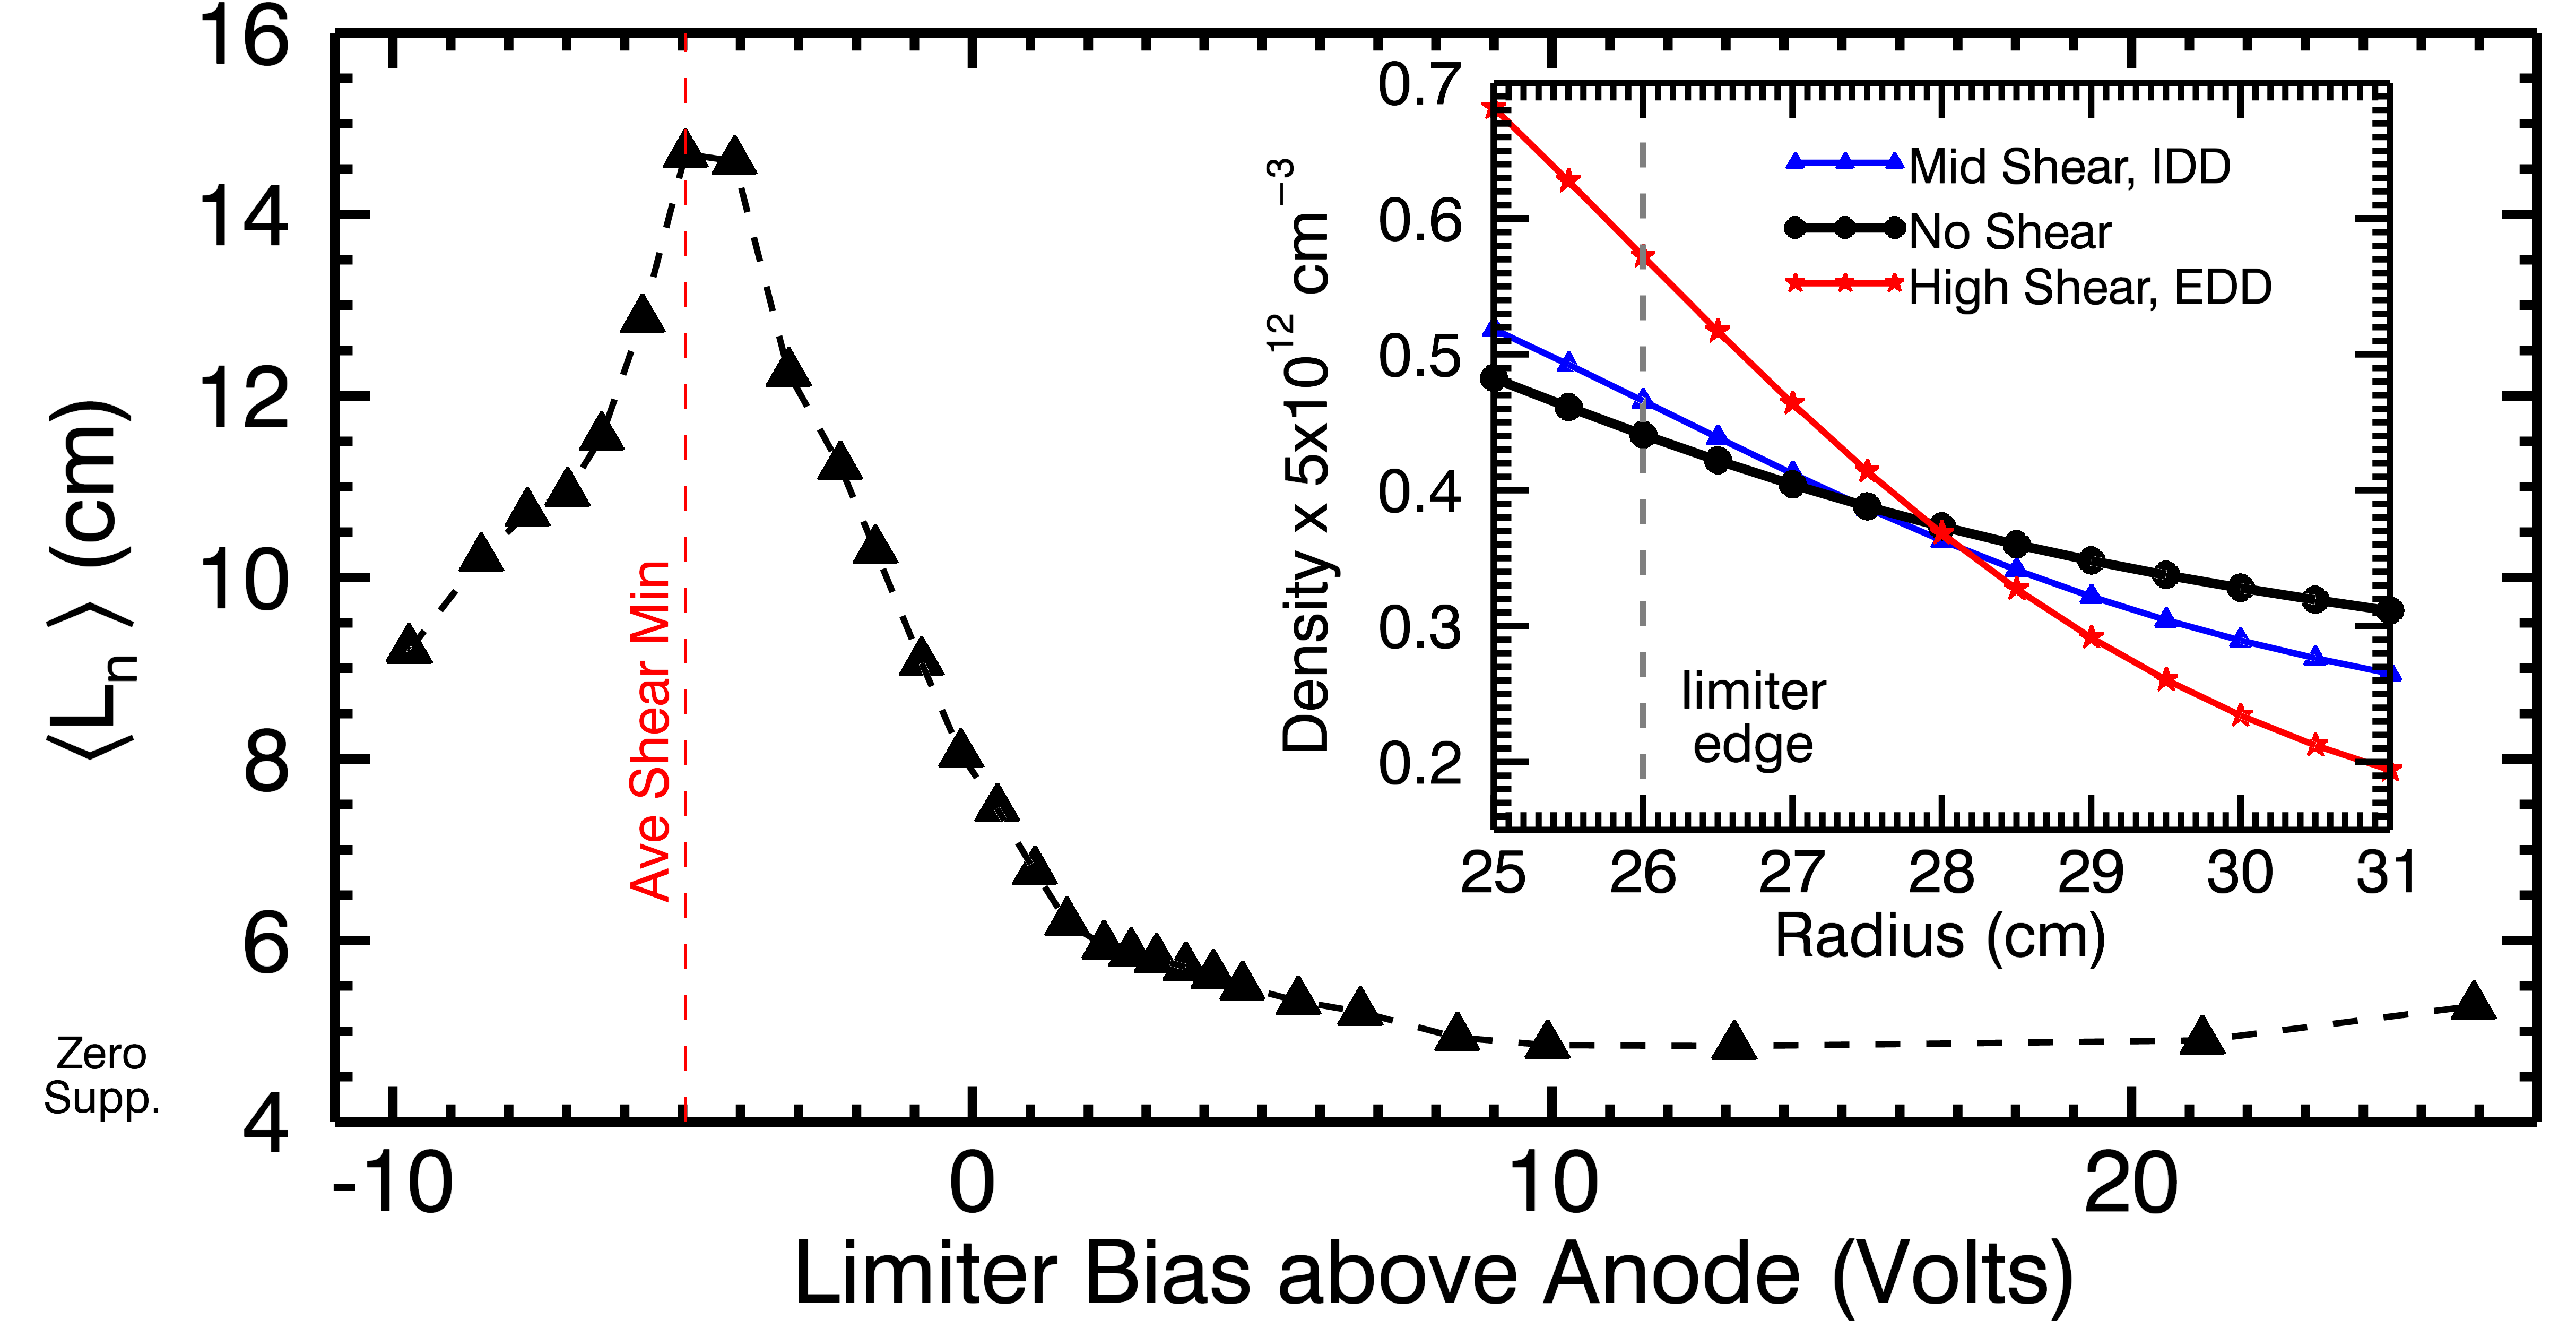 16
14
12
10
8
6
4
⟨Lₙ⟩ (cm)
Zero
Supp.
-10
0
10
20
Limiter Bias above Anode (Volts)
Ave Shear Min
0.7
0.6
0.5
0.4
0.3
0.2
Density x 5x10¹² cm⁻³
Mid Shear, IDD
No Shear
High Shear, EDD
limiter
edge
25
26
27
28
29
30
31
Radius (cm)